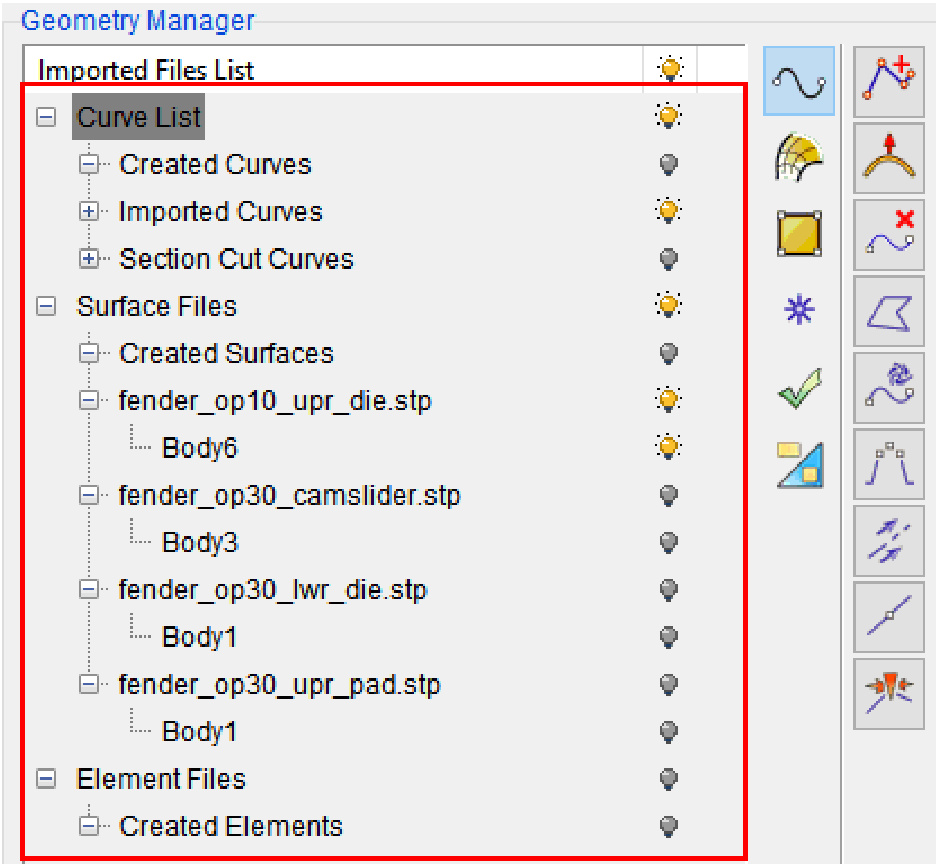 Geometry Manager
Imported Files List
Curve List
Created Curves
Imported Curves
Section Cut Curves
Surface Files
Created Surfaces
fender_op10_upr_die.stp
Body6
fender_op30_camslider.stp
Body3
fender_op30_lwr_die.stp
Body1
fender_op30_upr_pad.stp
Body1
Element Files
Created Elements